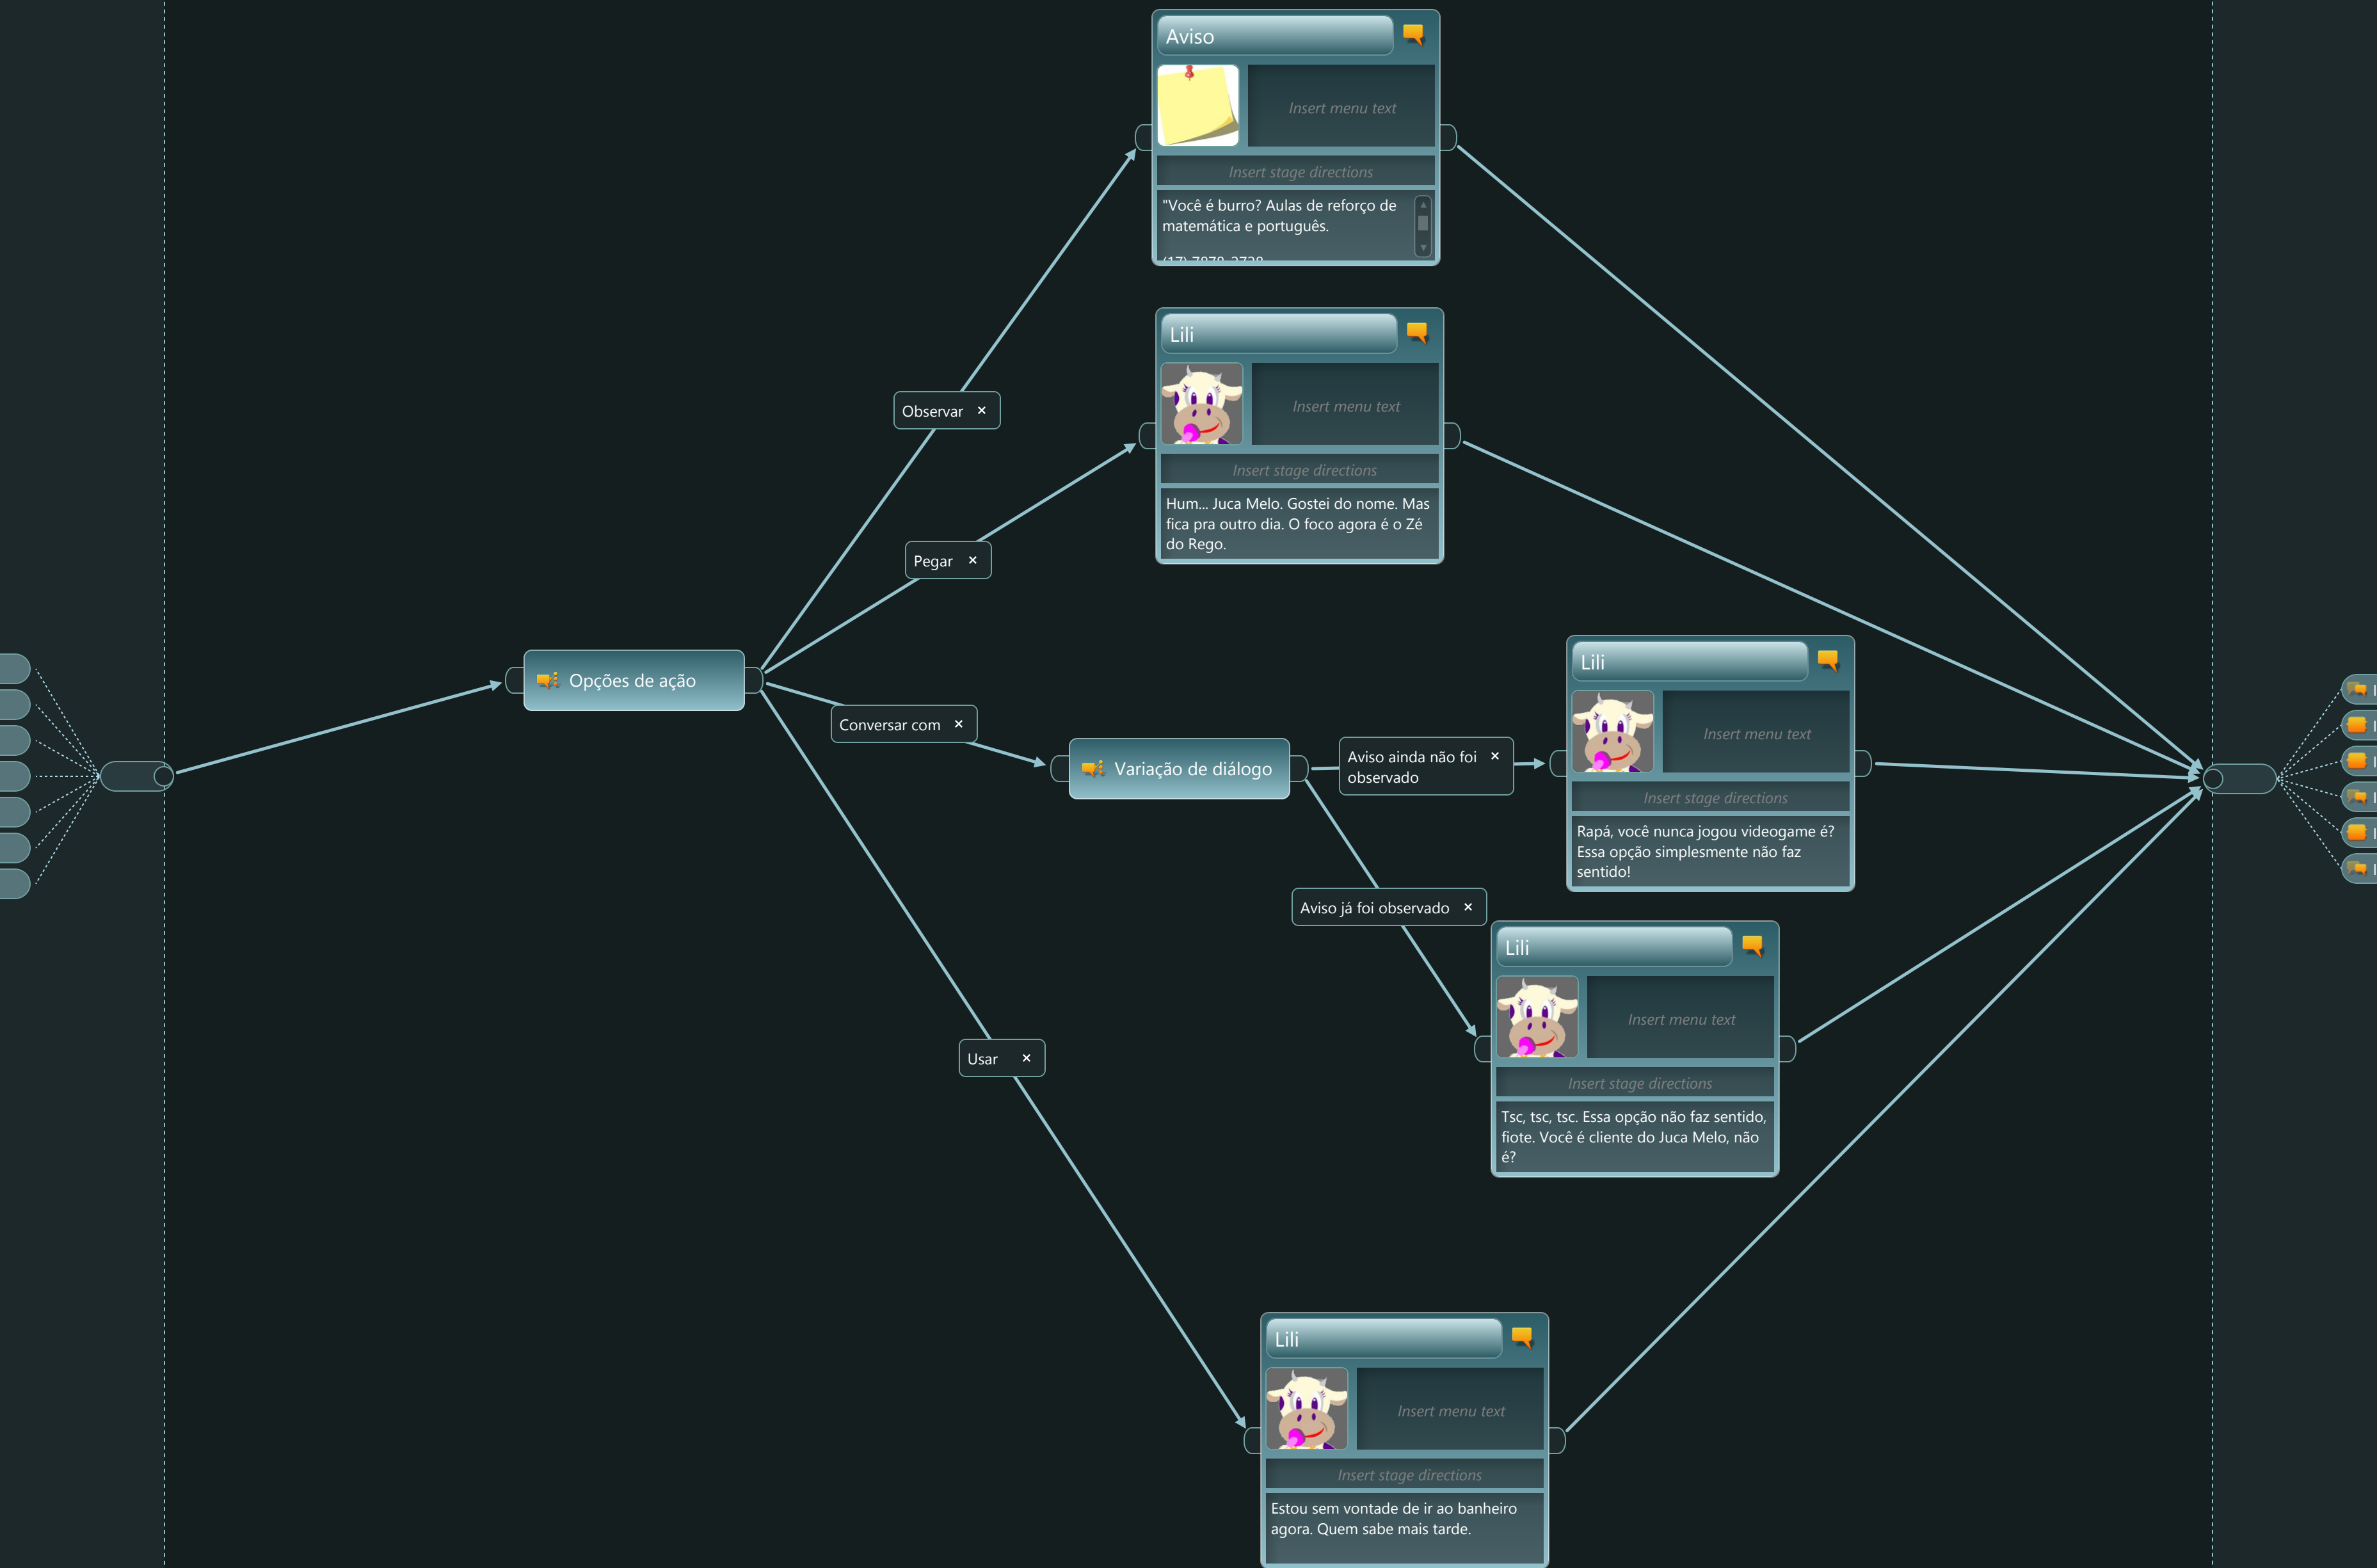 Aviso
Insert menu text
Insert stage directions
"Você é burro? Aulas de reforço de
matemática e português.
(17) 7878-2728
Lili
Insert menu text
Insert stage directions
Hum... Juca Melo. Gostei do nome. Mas
fica pra outro dia. O foco agora é o Zé
do Rego.
Observar
Pegar
Opções de ação
Conversar com
Variação de diálogo
Aviso ainda não foi
observado
Lili
Insert menu text
Insert stage directions
Rapá, você nunca jogou videogame é?
Essa opção simplesmente não faz
sentido!
Aviso já foi observado
Lili
Insert menu text
Insert stage directions
Tsc, tsc, tsc. Essa opção não faz sentido,
fiote. Você é cliente do Juca Melo, não
é?
Usar
Lili
Insert menu text
Insert stage directions
Estou sem vontade de ir ao banheiro
agora. Quem sabe mais tarde.